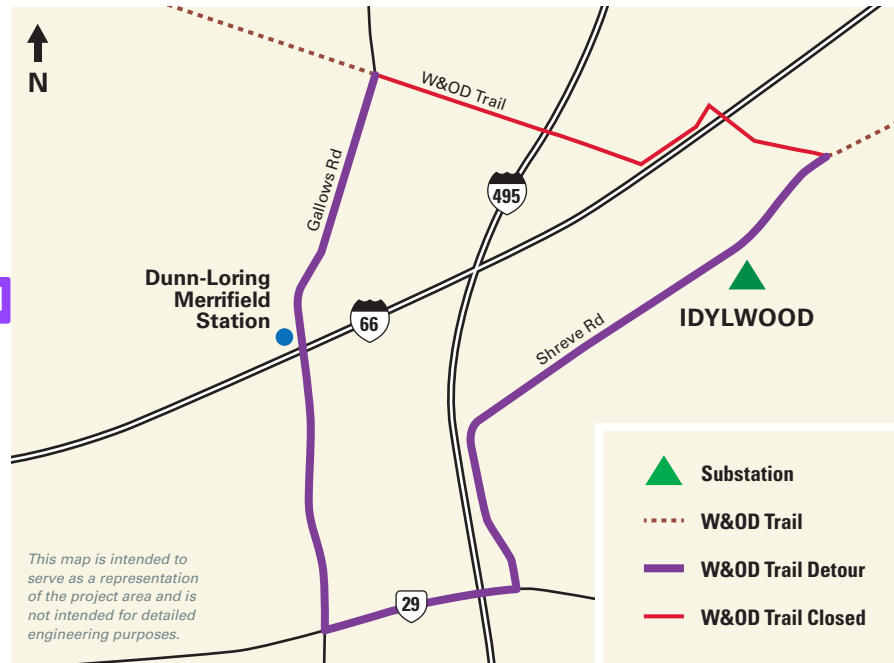 N
W&OD Trail
Gallows Rd
495
Dunn-Loring
Merrifield
Station
66
IDYLWOOD
Shreve Rd
29
This map is intended to
serve as a representation
of the project area and is
not intended for detailed
engineering purposes.
Substation
W&OD Trail
W&OD Trail Detour
W&OD Trail Closed